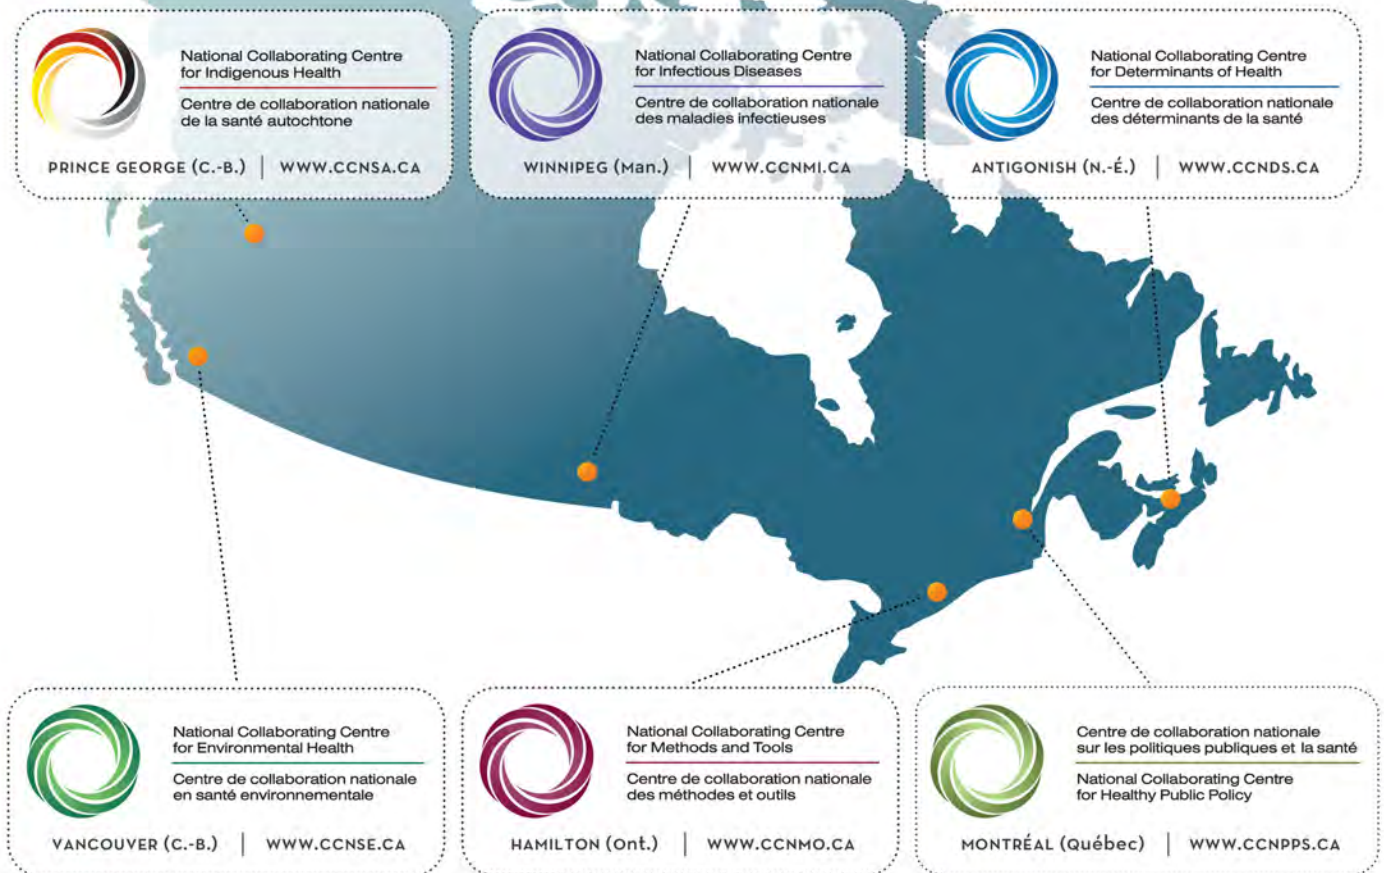 National Collaborating Centre
for Indigenous Health
Centre de collaboration nationale
de la santé autochtone
PRINCE GEORGE (C.-B.) | WWW.CCNSA.CA
National Collaborating Centre
for Infectious Diseases
Centre de collaboration nationale
des maladies infectieuses
WINNIPEG (Man.) | WWW.CCNMI.CA
National Collaborating Centre
for Determinants of Health
Centre de collaboration nationale
des déterminants de la santé
ANTIGONISH (N.-É.) | WWW.CCNDS.CA
National Collaborating Centre
for Environmental Health
Centre de collaboration nationale
en santé environnementale
VANCOUVER (C.-B.) | WWW.CCNSE.CA
National Collaborating Centre
for Methods and Tools
Centre de collaboration nationale
des méthodes et outils
HAMILTON (Ont.) | WWW.CCNMO.CA
Centre de collaboration nationale
sur les politiques publiques et la santé
National Collaborating Centre
for Healthy Public Policy
MONTRÉAL (Québec) | WWW.CCNPPS.CA